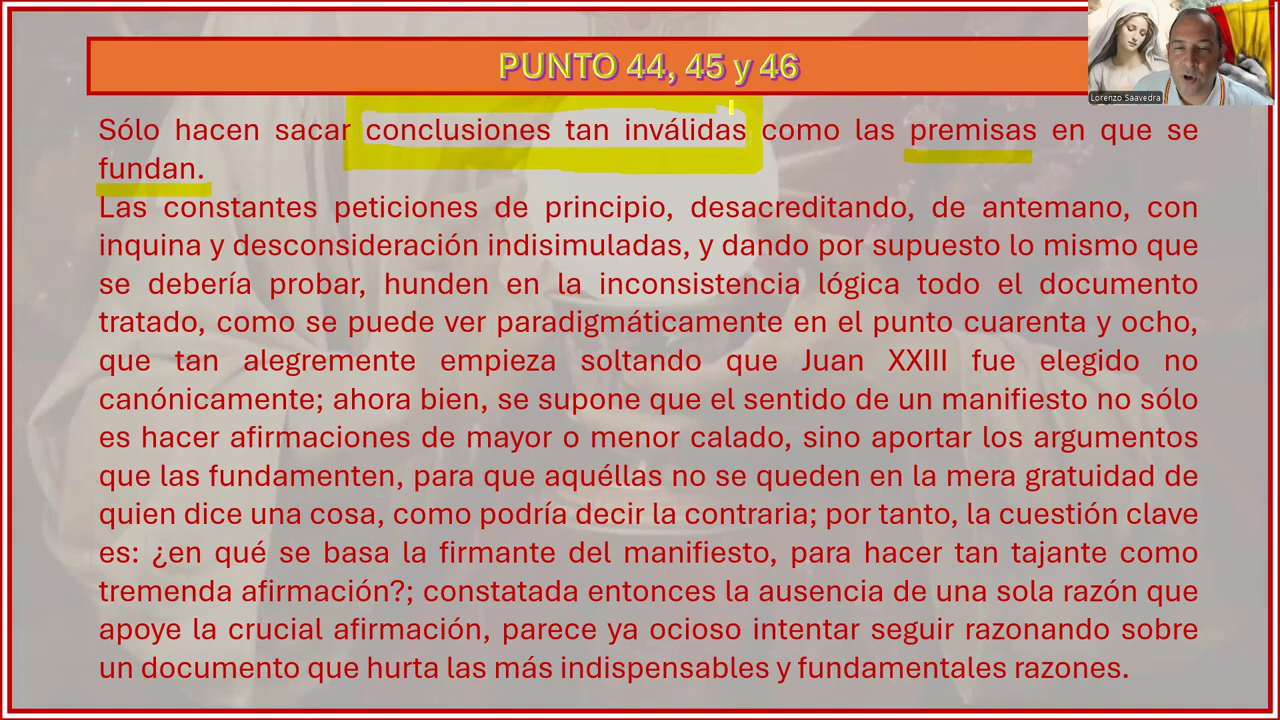 PUNTO 44, 45 y 46
Lorenzo Saavedra
Sólo hacen sacar conclusiones tan inválidas como las premisas en que se
fundan.
Las constantes peticiones de principio, desacreditando, de antemano, con
inquina y desconsideración indisimuladas, y dando por supuesto lo mismo que
se debería probar, hunden en la inconsistencia lógica todo el documento
tratado, como se puede ver paradigmáticamente en el punto cuarenta y ocho,
que tan alegremente empieza soltando que Juan XXIII fue elegido no
canónicamente; ahora bien, se supone que el sentido de un manifiesto no sólo
es hacer afirmaciones de mayor o menor calado, sino aportar los argumentos
que las fundamenten, para que aquéllas no se queden en la mera gratuidad de
quien dice una cosa, como podría decir la contraria; por tanto, la cuestión clave
es: ¿en qué se basa la firmante del manifiesto, para hacer tan tajante como
tremenda afirmación?; constatada entonces la ausencia de una sola razón que
apoye la crucial afirmación, parece ya ocioso intentar seguir razonando sobre
un documento que hurta las más indispensables y fundamentales razones.